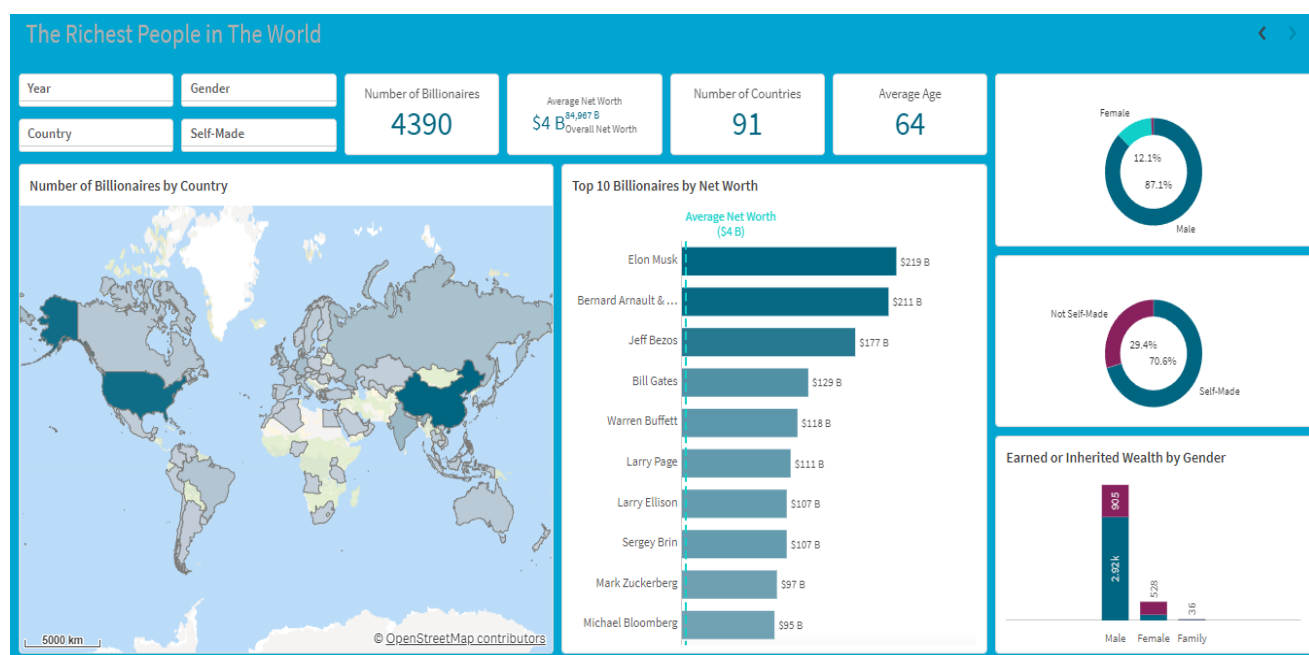 The Richest People in The World
Year
Gender
Country
Self-Made
Number of Billionaires
4390
Average Net Worth
$4 B
84,967 B
Overall Net Worth
Number of Countries
91
Average Age
64
Female
12.1%
87.1%
Male
Number of Billionaires by Country
5000 km
© OpenStreetMap contributors
Top 10 Billionaires by Net Worth
Average Net Worth
($4 B)
Elon Musk
$219 B
Bernard Arnault & ...
$211 B
Jeff Bezos
$177 B
Bill Gates
$129 B
Warren Buffett
$118 B
Larry Page
$111 B
Larry Ellison
$107 B
Sergey Brin
$107 B
Mark Zuckerberg
$97 B
Michael Bloomberg
$95 B
Not Self-Made
29.4%
70.6%
Self-Made
Earned or Inherited Wealth by Gender
905
2.92k
528
36
Male
Female
Family